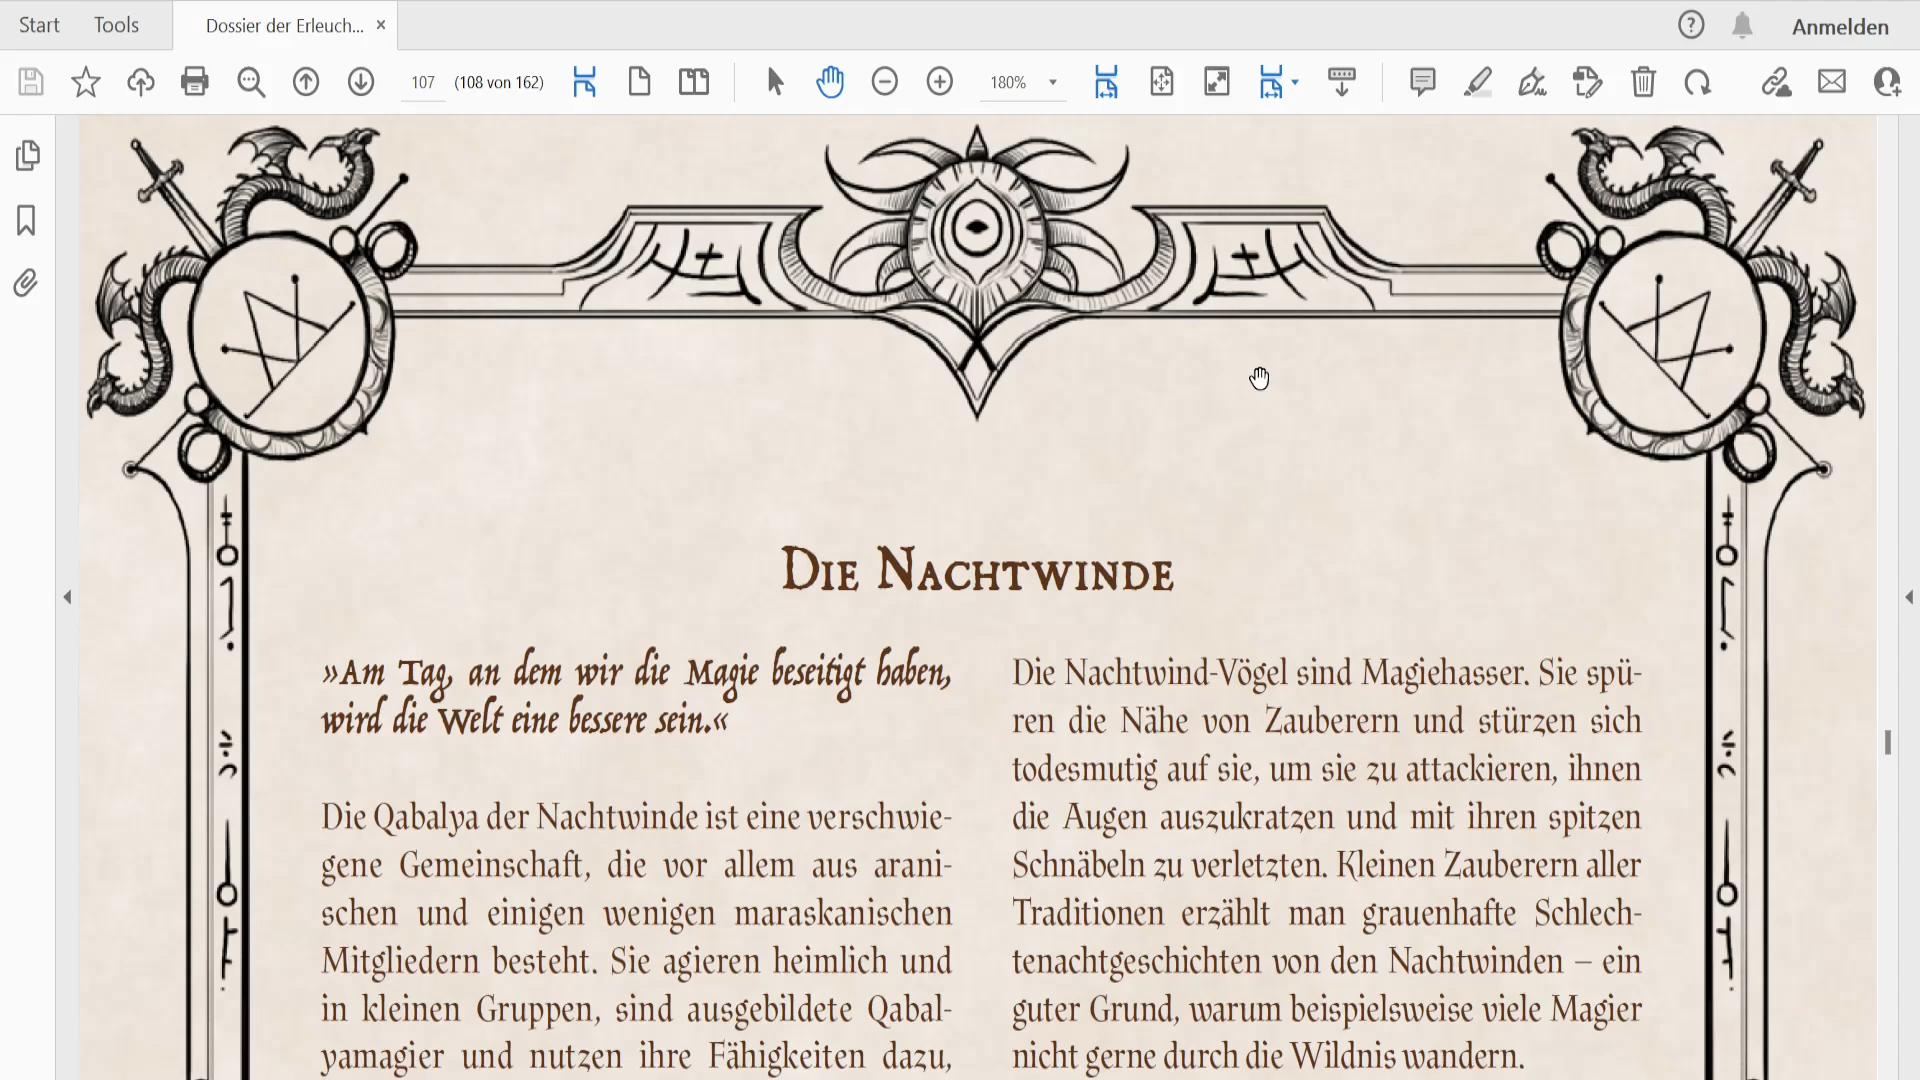 Start Tools Dossier der Erleuch... × Anmelden
107 (108 von 162) 180%
Die Nachtwinde
»Am Tag, an dem wir die Magie beseitigt haben,
wird die Welt eine bessere sein.«
Die Qabalya der Nachtwinde ist eine verschwie-
gene Gemeinschaft, die vor allem aus arani-
schen und einigen wenigen maraskanischen
Mitgliedern besteht. Sie agieren heimlich und
in kleinen Gruppen, sind ausgebildete Qabal-
yamagier und nutzen ihre Fähigkeiten dazu,
Die Nachtwind-Vögel sind Magiehasser. Sie spü-
ren die Nähe von Zauberern und stürzen sich
todesmutig auf sie, um sie zu attackieren, ihnen
die Augen auszukratzen und mit ihren spitzen
Schnäbeln zu verletzten. Kleinen Zauberern aller
Traditionen erzählt man grauenhafte Schlech-
tenachtgeschichten von den Nachtwinden – ein
guter Grund, warum beispielsweise viele Magier
nicht gerne durch die Wildnis wandern.